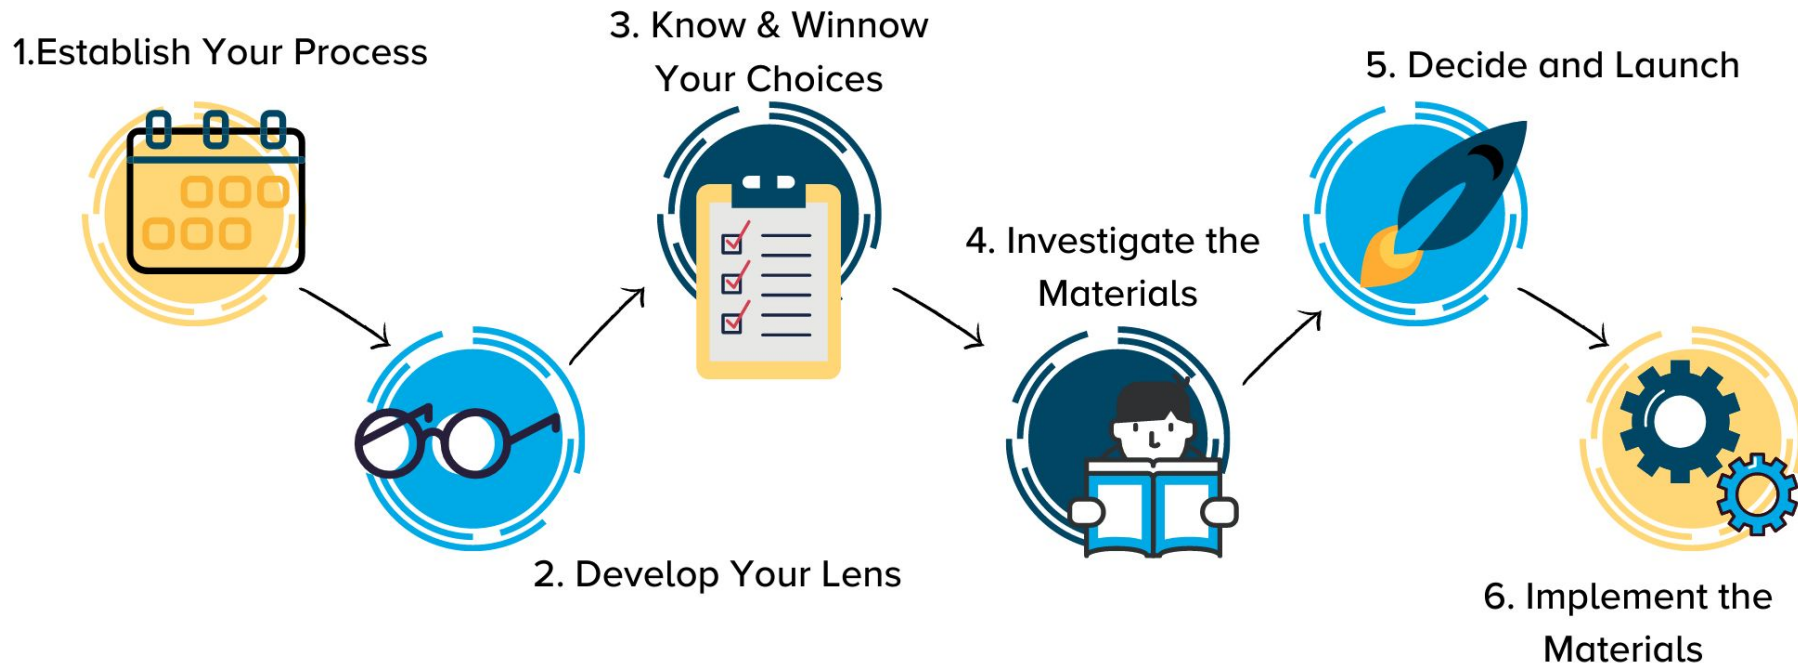 1.Establish Your Process
2. Develop Your Lens
3. Know & Winnow
Your Choices
4. Investigate the
Materials
5. Decide and Launch
6. Implement the
Materials